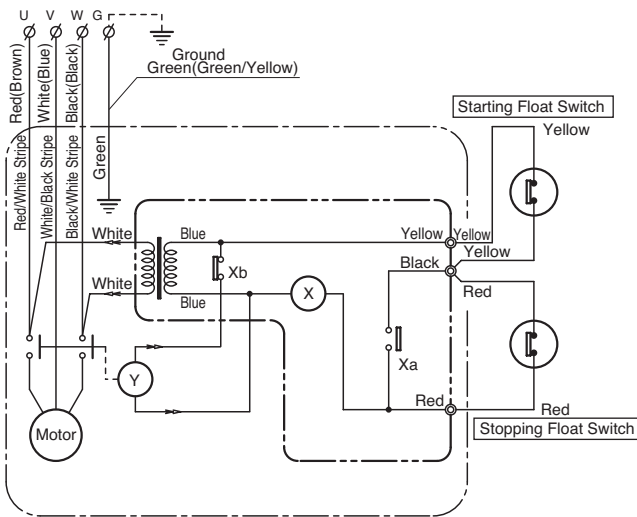 U V W G
Red(Brown)
White(Blue)
Black(Black)
Ground
Green(Green/Yellow)
Starting Float Switch
Yellow
Red/White Stripe
White/Black Stripe
Black/White Stripe
Green
White
Blue
Yellow
Yellow
Yellow
Xb
Black
Red
White
Blue
X
Xa
Y
Red
Red
Motor
Stopping Float Switch